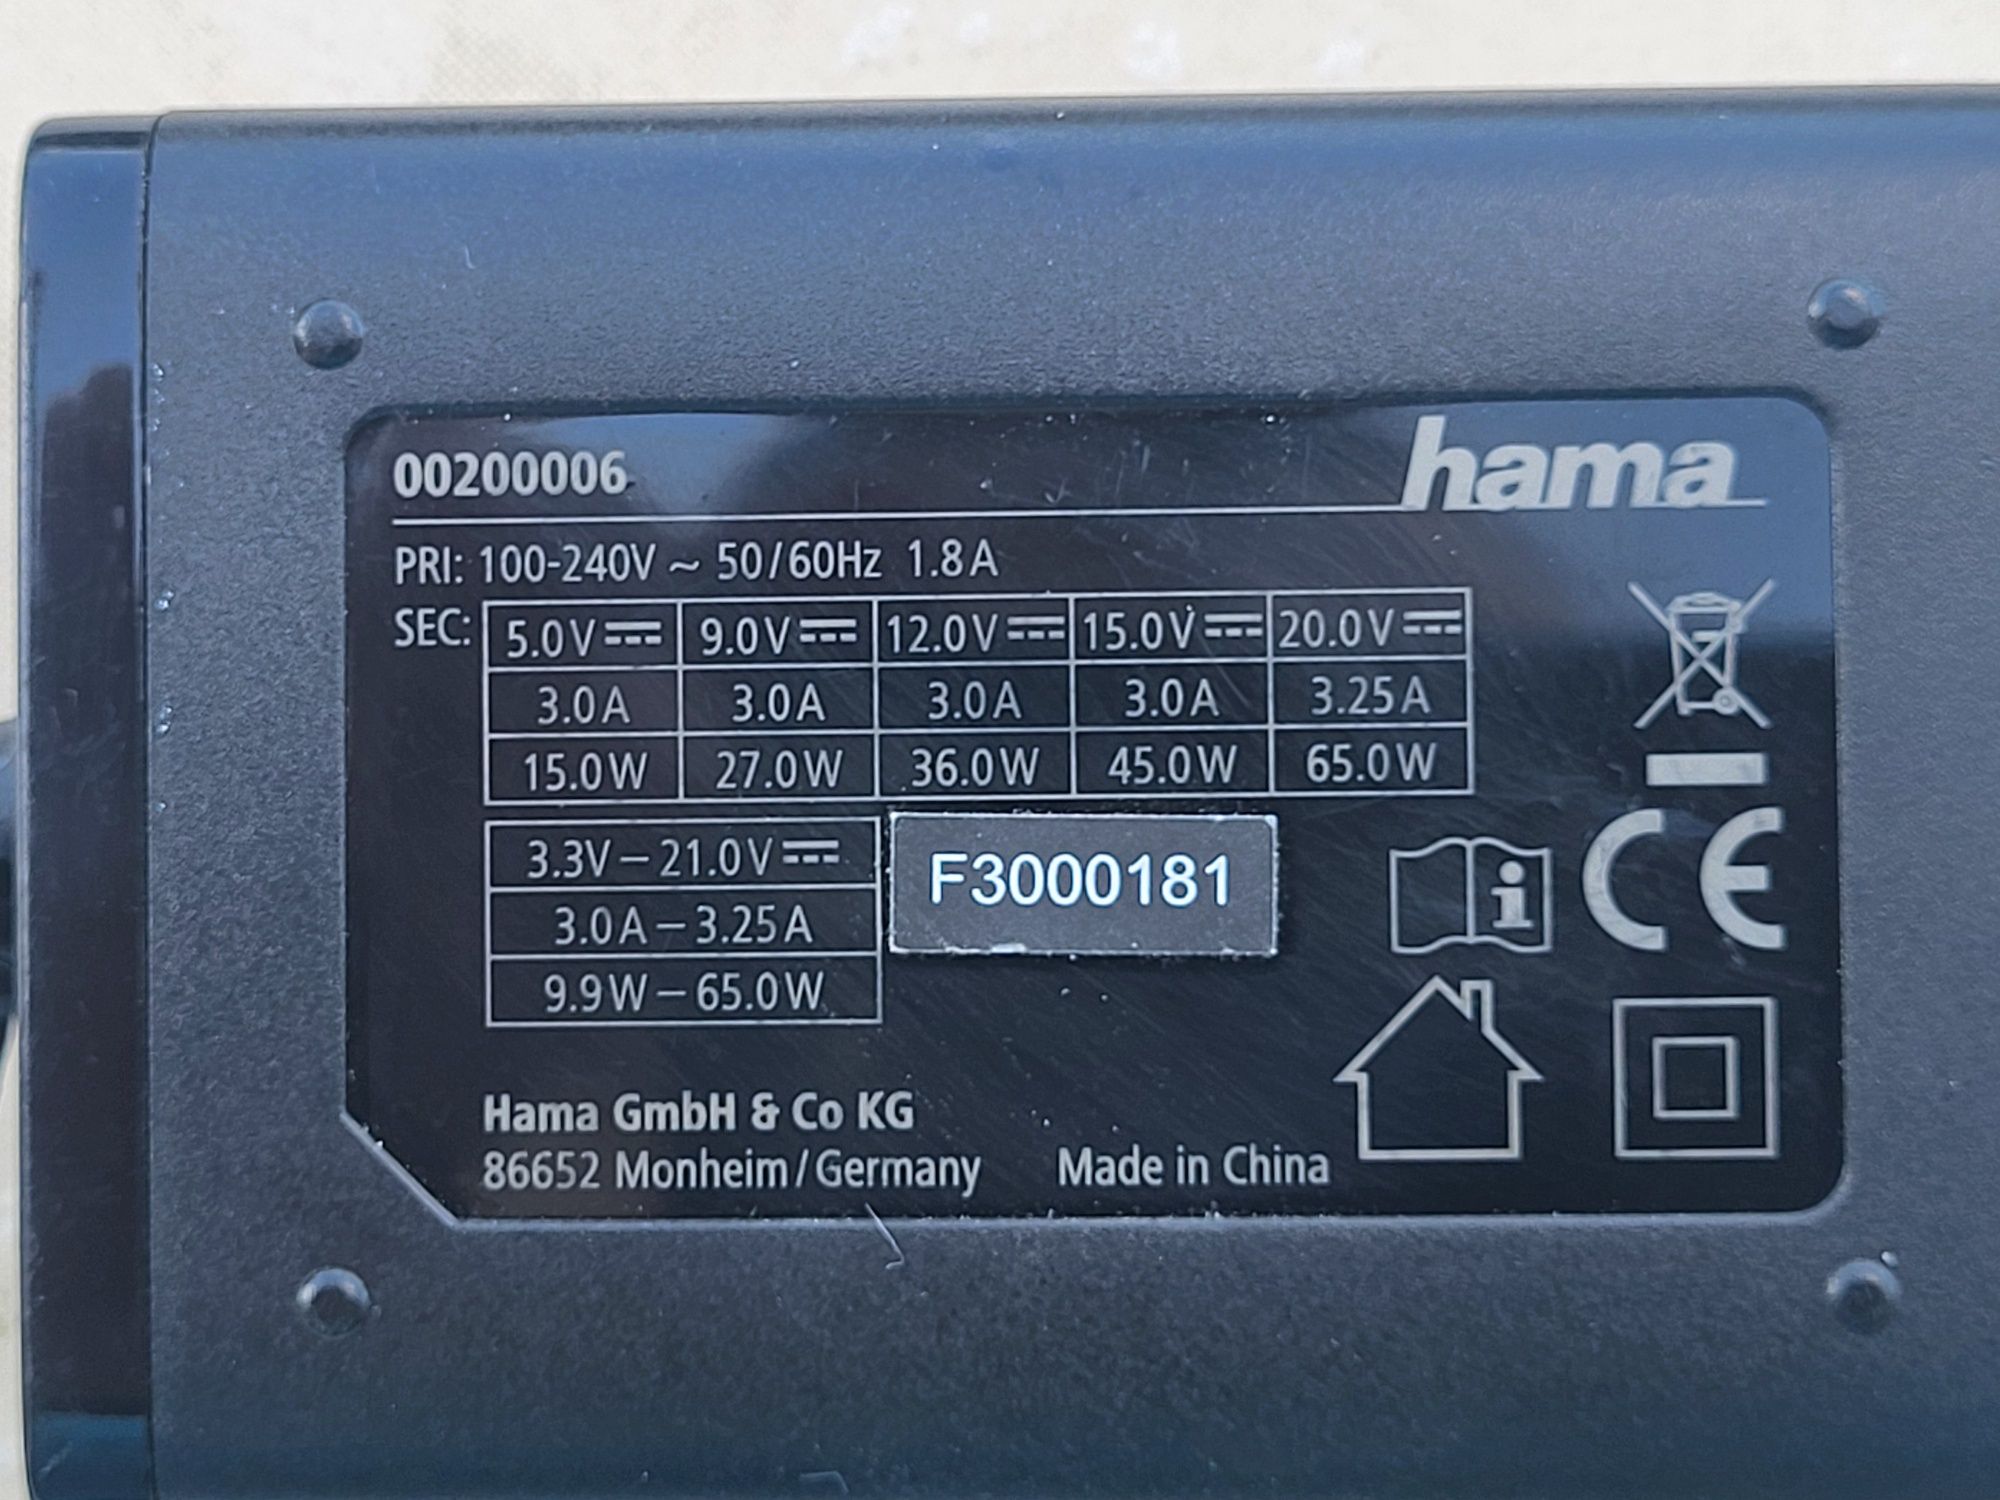 00200006 hama
PRI: 100-240V ~ 50/60Hz 1.8A
SEC: 5.0V⎓ 9.0V⎓ 12.0V⎓ 15.0V⎓ 20.0V⎓
3.0A 3.0A 3.0A 3.0A 3.25A
15.0W 27.0W 36.0W 45.0W 65.0W
3.3V – 21.0V⎓
3.0A – 3.25A
9.9W – 65.0W
F3000181
CE
Hama GmbH & Co KG
86652 Monheim/Germany Made in China